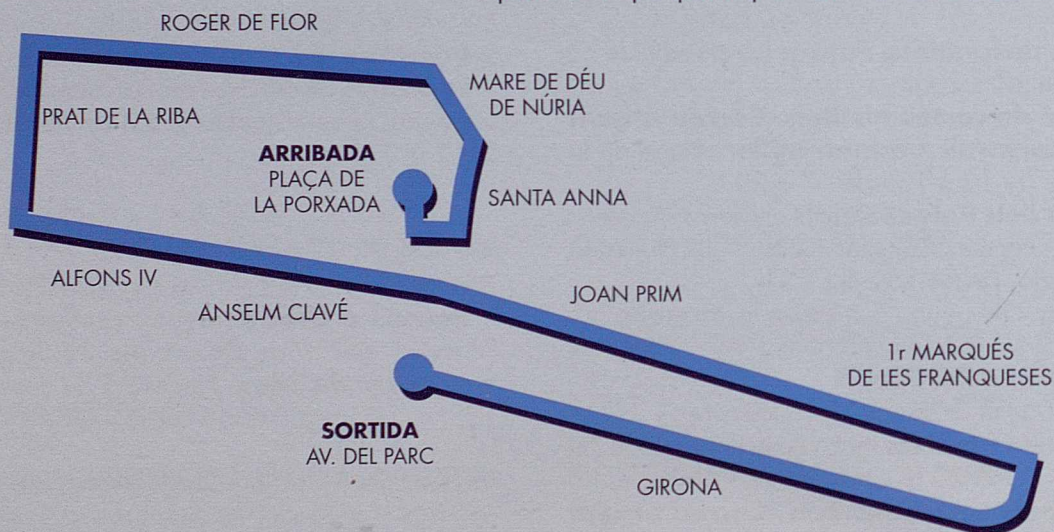 ROGER DE FLOR
MARE DE DÉU
DE NÚRIA
PRAT DE LA RIBA
ARRIBADA
PLAÇA DE
LA PORXADA
SANTA ANNA
ALFONS IV
ANSELM CLAVÉ
JOAN PRIM
1r MARQUÉS
DE LES FRANQUESES
SORTIDA
AV. DEL PARC
GIRONA